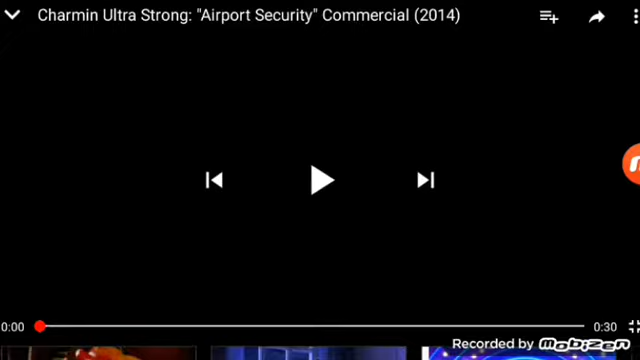 Charmin Ultra Strong: "Airport Security" Commercial (2014)
0:00
0:30
Recorded by mobizen